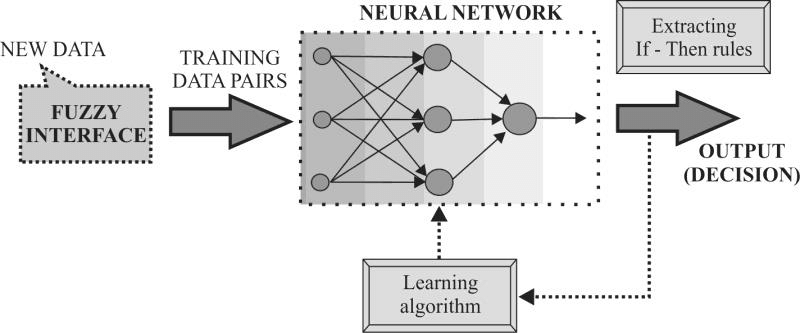 NEURAL NETWORK
Extracting
If - Then rules
NEW DATA
TRAINING
DATA PAIRS
FUZZY
INTERFACE
OUTPUT
(DECISION)
Learning
algorithm